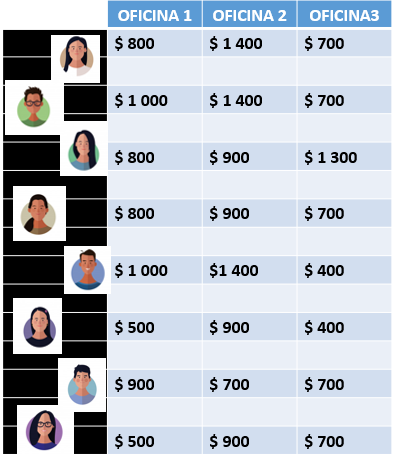 OFICINA 1 OFICINA 2 OFICINA3
$ 800 $ 1 400 $ 700
$ 1 000 $ 1 400 $ 700
$ 800 $ 900 $ 1 300
$ 800 $ 900 $ 700
$ 1 000 $1 400 $ 400
$ 500 $ 900 $ 400
$ 900 $ 700 $ 700
$ 500 $ 900 $ 700